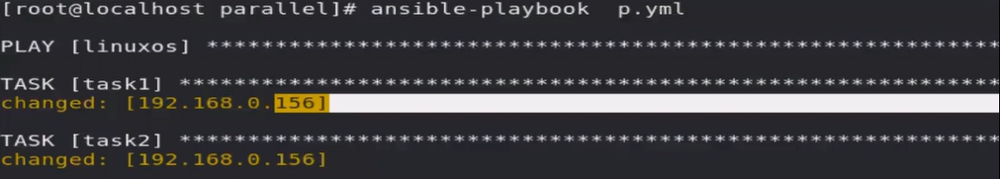 [root@localhost parallel]# ansible-playbook  p.yml
PLAY [linuxos] **********************************************************
TASK [task1] ************************************************************
changed: [192.168.0.156]
TASK [task2] ************************************************************
changed: [192.168.0.156]